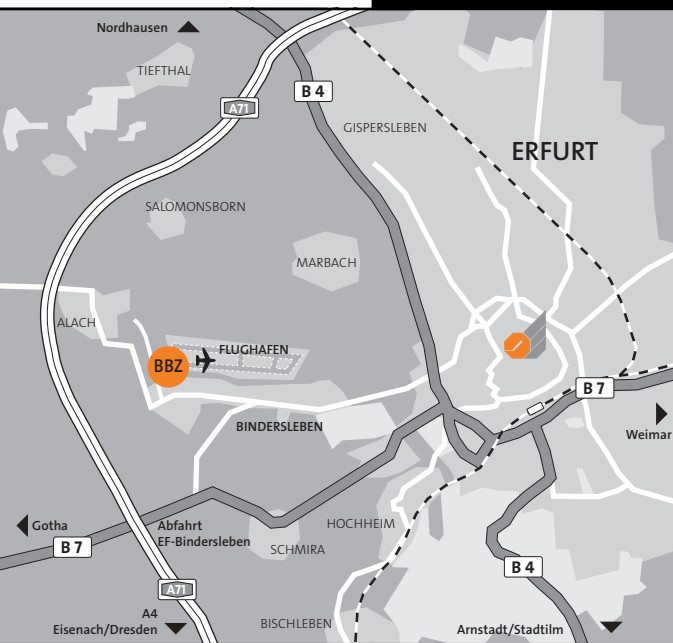 Nordhausen
TIEFTHAL
A71
B 4
GISPERSLEBEN
ERFURT
SALOMONSBORN
MARBACH
ALACH
FLUGHAFEN
BBZ
B 7
BINDERSLEBEN
Weimar
Gotha
Abfahrt
EF-Bindersleben
HOCHHEIM
B 7
SCHMIRA
B 4
A71
A4
Eisenach/Dresden
BISCHLEBEN
Arnstadt/Stadtilm